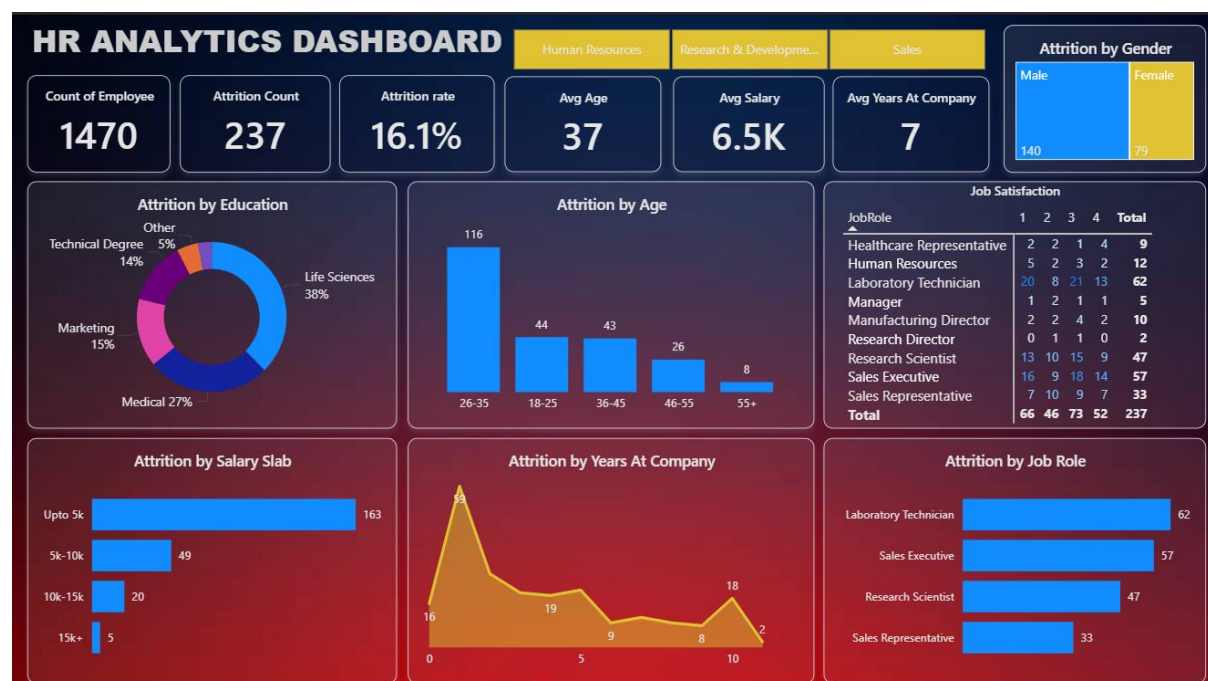 HR ANALYTICS DASHBOARD
Human Resources
Research & Developme...
Sales
Attrition by Gender
Male
Female
140
79
Count of Employee
1470
Attrition Count
237
Attrition rate
16.1%
Avg Age
37
Avg Salary
6.5K
Avg Years At Company
7
Attrition by Education
Other
5%
Technical Degree
14%
Life Sciences
38%
Marketing
15%
Medical 27%
Attrition by Age
116
44
43
26
8
26-35 18-25 36-45 46-55 55+
Job Satisfaction
JobRole 1 2 3 4 Total
Healthcare Representative 2 2 1 4 9
Human Resources 5 2 3 2 12
Laboratory Technician 20 8 21 13 62
Manager 1 2 1 1 5
Manufacturing Director 2 2 4 2 10
Research Director 0 1 1 0 2
Research Scientist 13 10 15 9 47
Sales Executive 16 9 18 14 57
Sales Representative 7 10 9 7 33
Total 66 46 73 52 237
Attrition by Salary Slab
Upto 5k 163
5k-10k 49
10k-15k 20
15k+ 5
Attrition by Years At Company
59
16
19
9
8
18
2
0 5 10
Attrition by Job Role
Laboratory Technician 62
Sales Executive 57
Research Scientist 47
Sales Representative 33